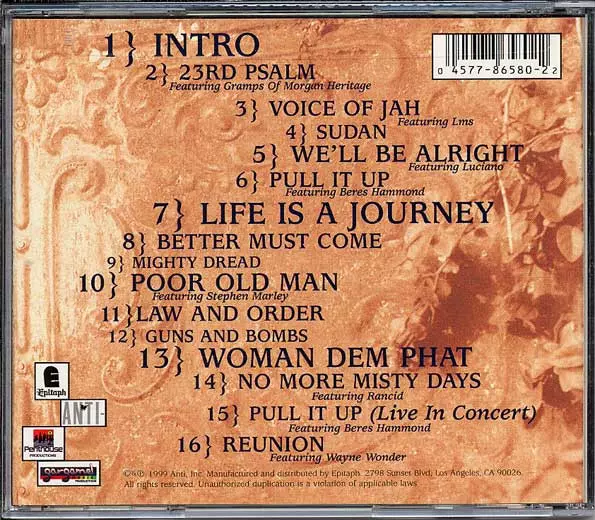 1} INTRO
2} 23RD PSALM
Featuring Gramps Of Morgan Heritage
3} VOICE OF JAH
Featuring Lms
4} SUDAN
5} WE'LL BE ALRIGHT
Featuring Luciano
6} PULL IT UP
Featuring Beres Hammond
7} LIFE IS A JOURNEY
8} BETTER MUST COME
9} MIGHTY DREAD
10} POOR OLD MAN
Featuring Stephen Marley
11} LAW AND ORDER
12} GUNS AND BOMBS
13} WOMAN DEM PHAT
14} NO MORE MISTY DAYS
Featuring Rancid
15} PULL IT UP (Live In Concert)
Featuring Beres Hammond
16} REUNION
Featuring Wayne Wonder
0 4577-86580-2 2
Epitaph
ANTI-
Penthouse
PRODUCTIONS
gargamel
©℗ 1999 Anti, Inc. Manufactured and distributed by Epitaph. 2798 Sunset Blvd, Los Angeles, CA 90026.
All rights reserved. Unauthorized duplication is a violation of applicable laws